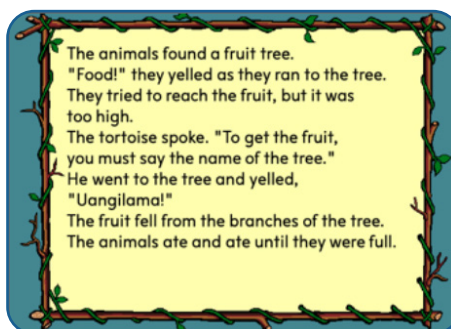 The animals found a fruit tree.
"Food!" they yelled as they ran to the tree.
They tried to reach the fruit, but it was
too high.
The tortoise spoke. "To get the fruit,
you must say the name of the tree."
He went to the tree and yelled,
"Uangilama!"
The fruit fell from the branches of the tree.
The animals ate and ate until they were full.